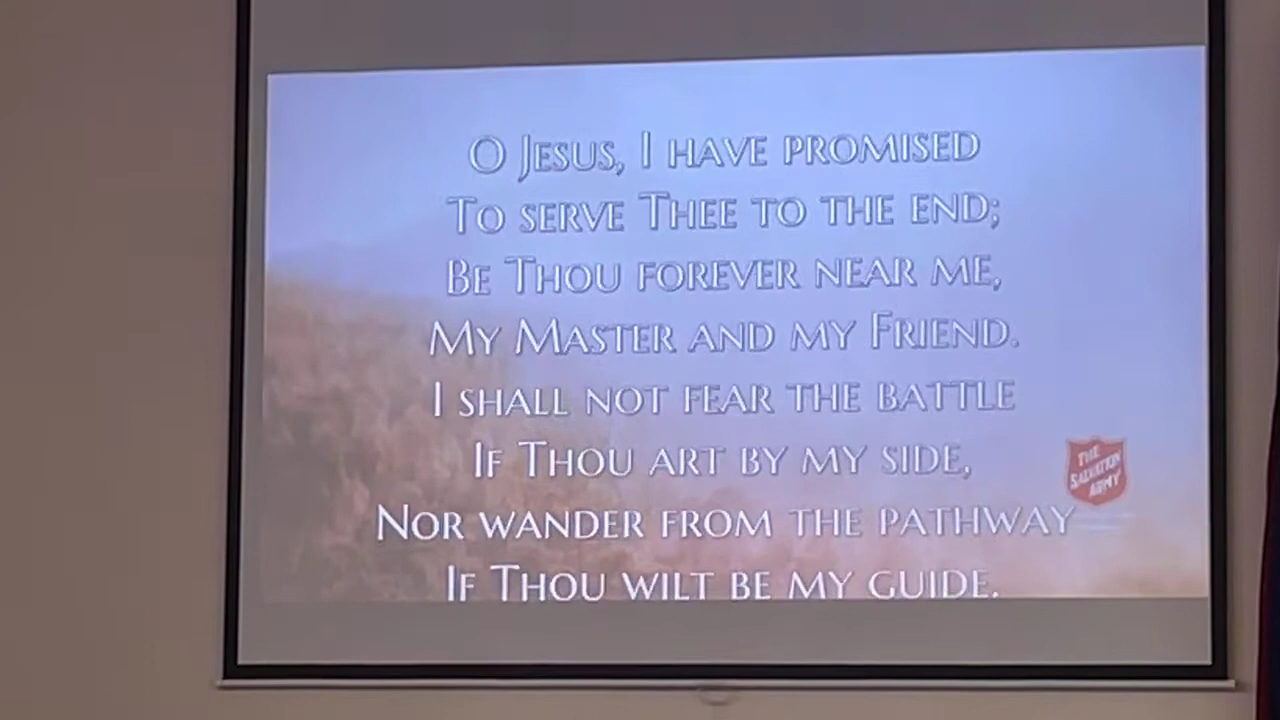 O Jesus, I have promised
To serve Thee to the end;
Be Thou forever near me,
My Master and my Friend.
I shall not fear the battle
If Thou art by my side,
Nor wander from the pathway
If Thou wilt be my guide.
THE
SALVATION
ARMY